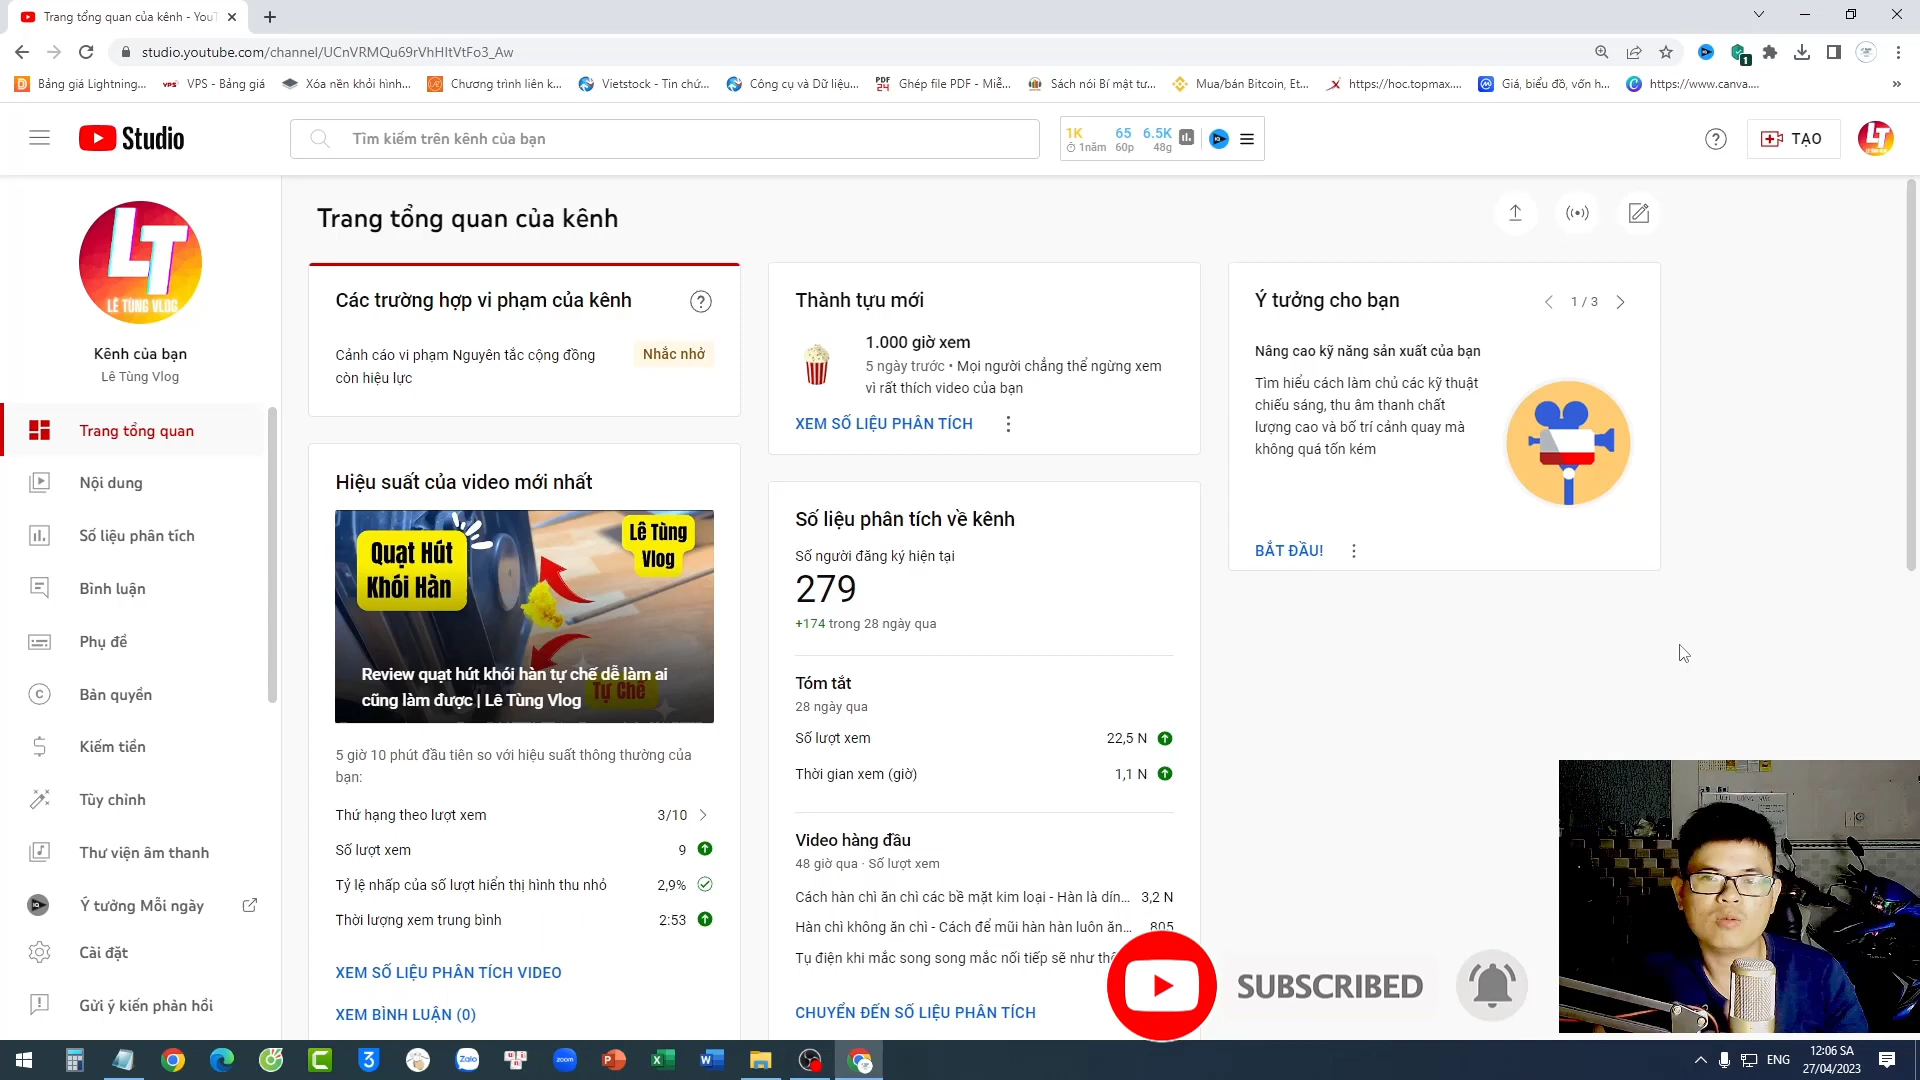 Trang tổng quan của kênh - YouT
studio.youtube.com/channel/UCnVRMQu69rVhHItVtFo3_Aw
1
Bảng giá Lightning...
VPS - Bảng giá
Xóa nền khỏi hình...
Chương trình liên k...
Vietstock - Tin chứ...
Công cụ và Dữ liệu...
Ghép file PDF - Miễ...
Sách nói Bí mật tư...
Mua/bán Bitcoin, Et...
https://hoc.topmax....
Giá, biểu đồ, vốn h...
https://www.canva....
Studio
Tìm kiếm trên kênh của bạn
1K 65 6.5K
1năm 60p 48g
TẠO
LT
LÊ TÙNG VLOG
Kênh của bạn
Lê Tùng Vlog
Trang tổng quan
Nội dung
Số liệu phân tích
Bình luận
Phụ đề
Bản quyền
Kiếm tiền
Tùy chỉnh
Thư viện âm thanh
Ý tưởng Mỗi ngày
Cài đặt
Gửi ý kiến phản hồi
Trang tổng quan của kênh
Các trường hợp vi phạm của kênh
Cảnh cáo vi phạm Nguyên tắc cộng đồng
còn hiệu lực
Nhắc nhở
Hiệu suất của video mới nhất
Quạt Hút
Khói Hàn
Lê Tùng
Vlog
Tự Chế
Review quạt hút khói hàn tự chế dễ làm ai
cũng làm được | Lê Tùng Vlog
5 giờ 10 phút đầu tiên so với hiệu suất thông thường của
bạn:
Thứ hạng theo lượt xem 3/10
Số lượt xem 9
Tỷ lệ nhấp của số lượt hiển thị hình thu nhỏ 2,9%
Thời lượng xem trung bình 2:53
XEM SỐ LIỆU PHÂN TÍCH VIDEO
XEM BÌNH LUẬN (0)
Thành tựu mới
1.000 giờ xem
5 ngày trước • Mọi người chẳng thể ngừng xem
vì rất thích video của bạn
XEM SỐ LIỆU PHÂN TÍCH
Số liệu phân tích về kênh
Số người đăng ký hiện tại
279
+174 trong 28 ngày qua
Tóm tắt
28 ngày qua
Số lượt xem 22,5 N
Thời gian xem (giờ) 1,1 N
Video hàng đầu
48 giờ qua · Số lượt xem
Cách hàn chì ăn chì các bề mặt kim loại - Hàn là dín... 3,2 N
Hàn chì không ăn chì - Cách để mũi hàn hàn luôn ăn... 805
Tụ điện khi mắc song song mắc nối tiếp sẽ như
CHUYỂN ĐẾN SỐ LIỆU PHÂN TÍCH
Ý tưởng cho bạn
1 / 3
Nâng cao kỹ năng sản xuất của bạn
Tìm hiểu cách làm chủ các kỹ thuật
chiếu sáng, thu âm thanh chất
lượng cao và bố trí cảnh quay mà
không quá tốn kém
BẮT ĐẦU!
SUBSCRIBED
ENG
12:06 SA
27/04/2023